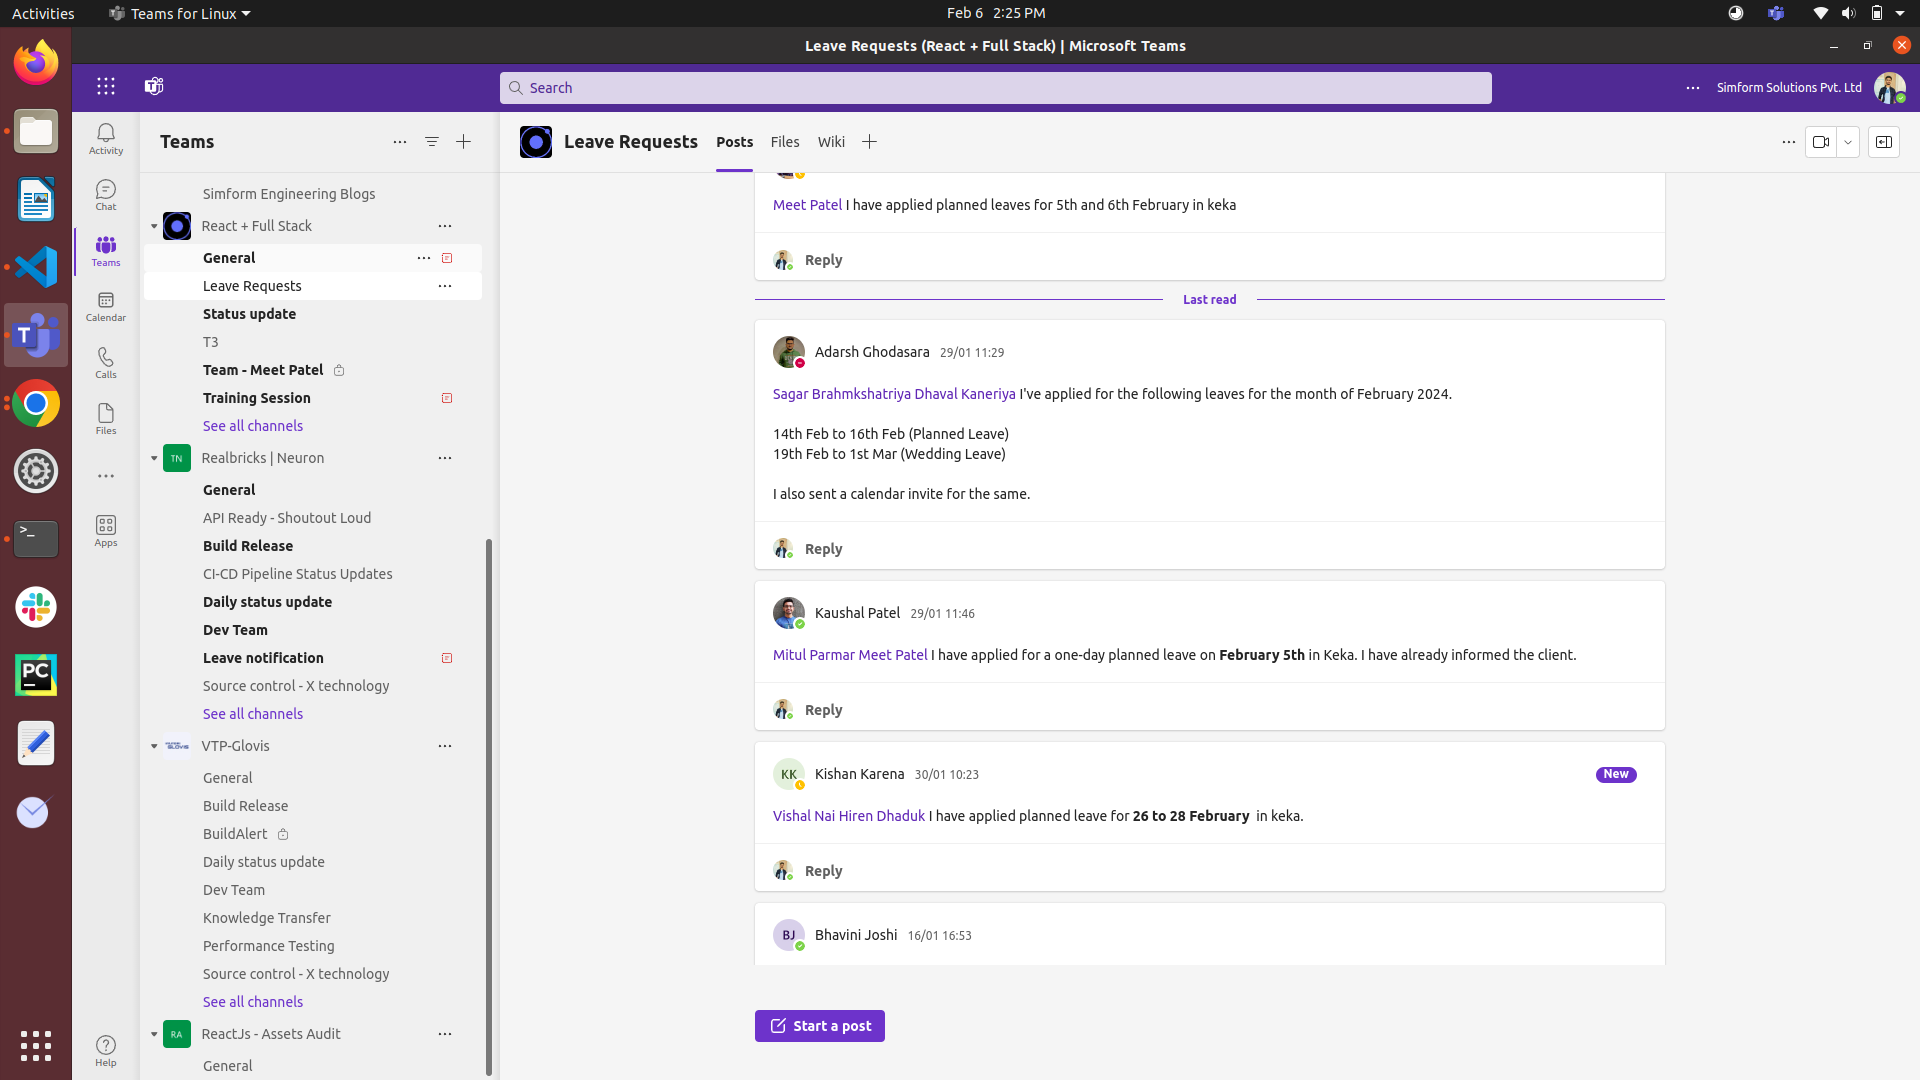 Activities
Teams for Linux
Feb 6 2:25 PM
Leave Requests (React + Full Stack) | Microsoft Teams
Search
Simform Solutions Pvt. Ltd
Activity
Chat
Teams
Calendar
Calls
Files
Apps
Help
Teams
Simform Engineering Blogs
React + Full Stack
General
Leave Requests
Status update
T3
Team - Meet Patel
Training Session
See all channels
TN Realbricks | Neuron
General
API Ready - Shoutout Loud
Build Release
CI-CD Pipeline Status Updates
Daily status update
Dev Team
Leave notification
Source control - X technology
See all channels
GLOVIS VTP-Glovis
General
Build Release
BuildAlert
Daily status update
Dev Team
Knowledge Transfer
Performance Testing
Source control - X technology
See all channels
RA ReactJs - Assets Audit
General
Leave Requests Posts Files Wiki
Meet Patel I have applied planned leaves for 5th and 6th February in keka
Reply
Last read
Adarsh Ghodasara 29/01 11:29
Sagar Brahmkshatriya Dhaval Kaneriya I've applied for the following leaves for the month of February 2024.
14th Feb to 16th Feb (Planned Leave)
19th Feb to 1st Mar (Wedding Leave)
I also sent a calendar invite for the same.
Reply
Kaushal Patel 29/01 11:46
Mitul Parmar Meet Patel I have applied for a one-day planned leave on February 5th in Keka. I have already informed the client.
Reply
KK Kishan Karena 30/01 10:23 New
Vishal Nai Hiren Dhaduk I have applied planned leave for 26 to 28 February in keka.
Reply
BJ Bhavini Joshi 16/01 16:53
Start a post
T
>_
PC